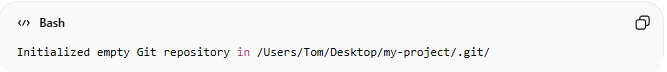 Bash
Initialized empty Git repository in /Users/Tom/Desktop/my-project/.git/